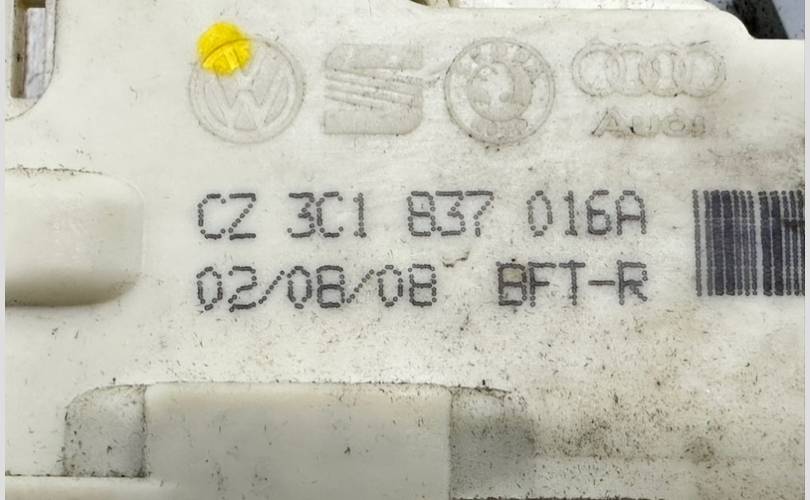 Audi
CZ 3C1 837 016A
02/08/08 BFT-R